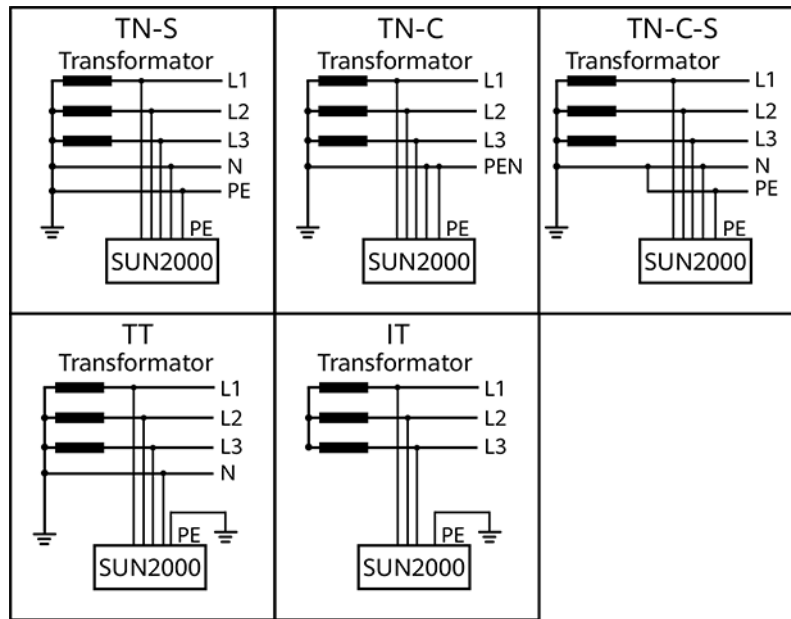 TN-S
Transformator
L1
L2
L3
N
PE
PE
SUN2000
TN-C
Transformator
L1
L2
L3
PEN
PE
SUN2000
TN-C-S
Transformator
L1
L2
L3
N
PE
PE
SUN2000
TT
Transformator
L1
L2
L3
N
PE
SUN2000
IT
Transformator
L1
L2
L3
PE
SUN2000